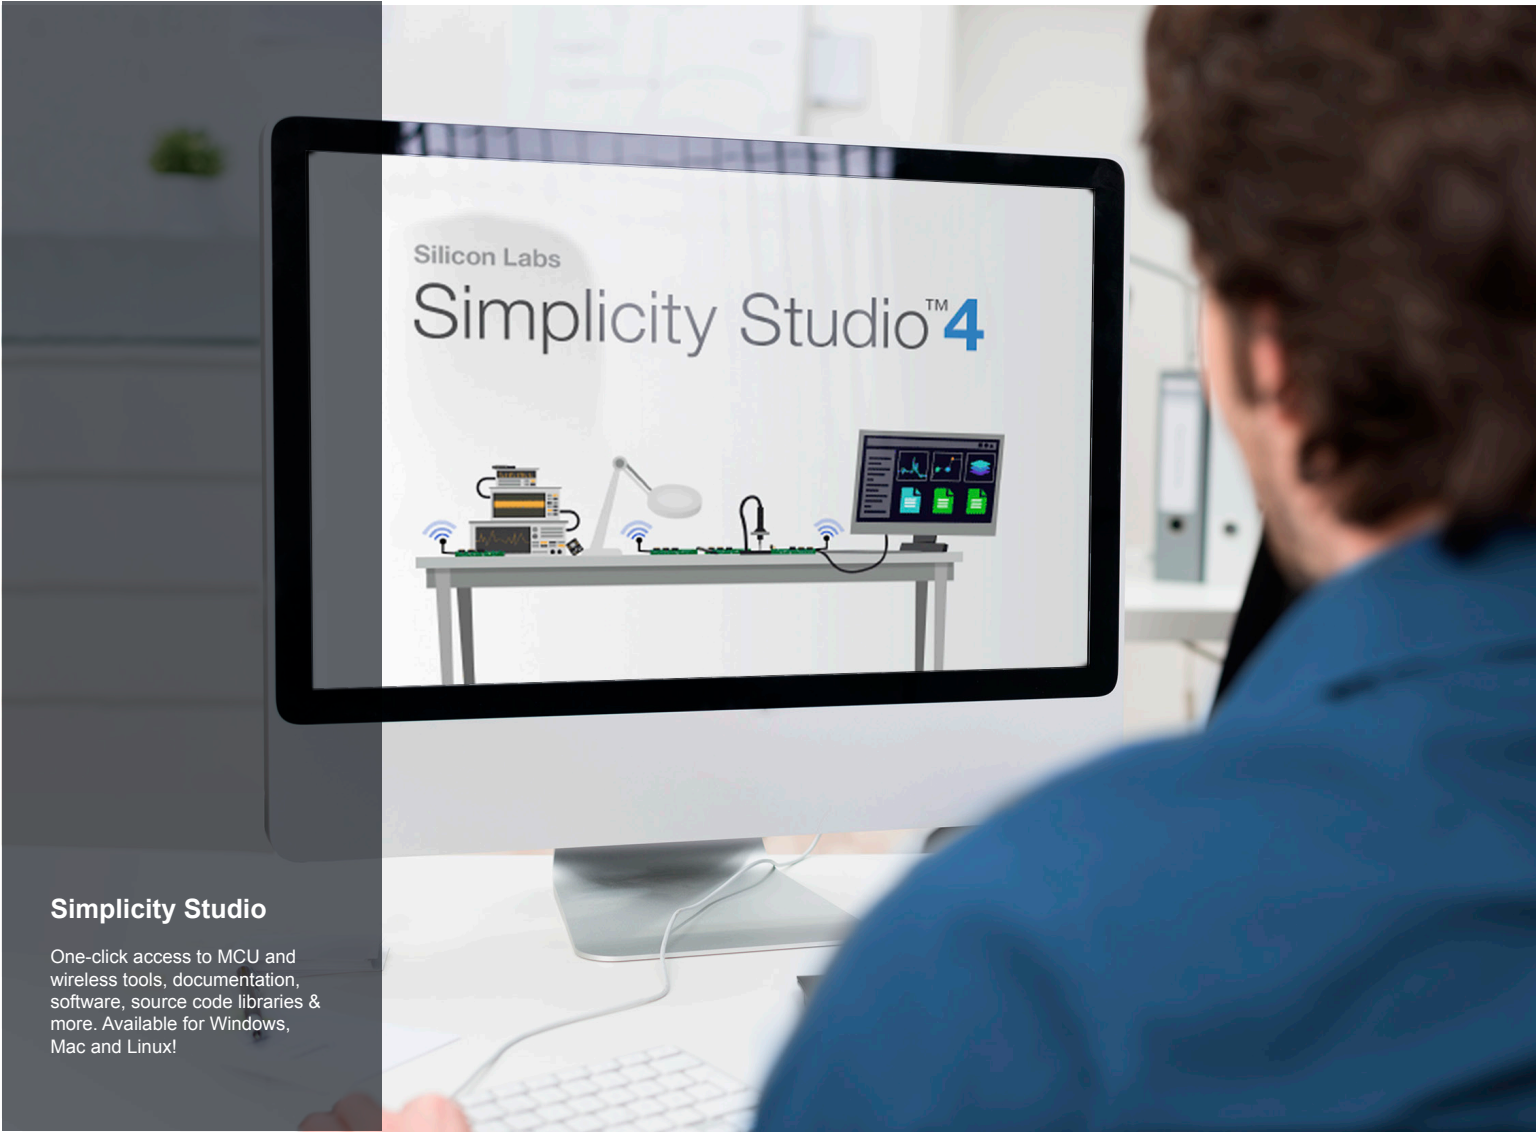 Silicon Labs
Simplicity Studio™4
Simplicity Studio
One-click access to MCU and
wireless tools, documentation,
software, source code libraries &
more. Available for Windows,
Mac and Linux!